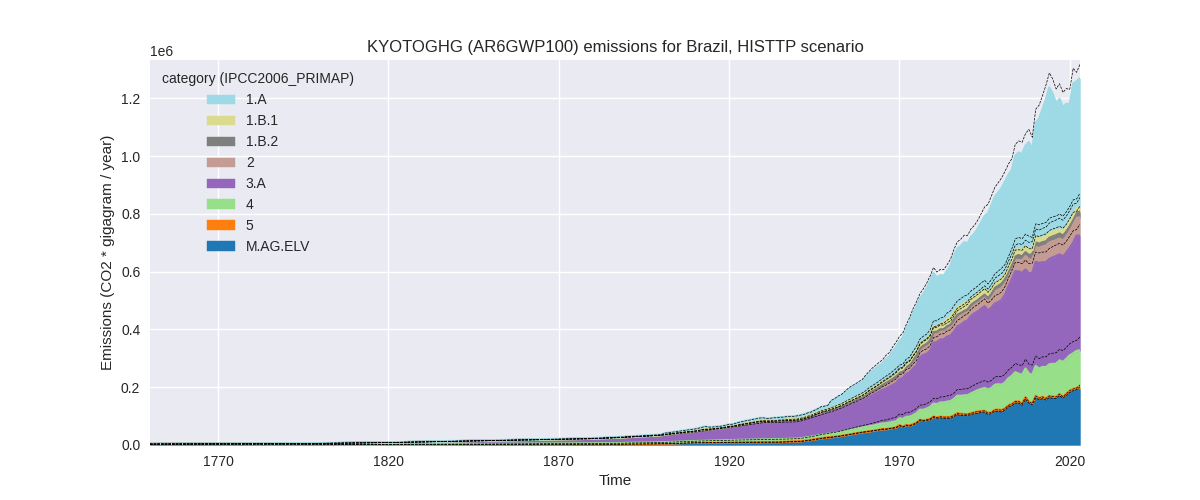 KYOTOGHG (AR6GWP100) emissions for Brazil, HISTTP scenario
1e6
category (IPCC2006_PRIMAP)
1.A
1.B.1
1.B.2
2
3.A
4
5
M.AG.ELV
Emissions (CO2 * gigagram / year)
1.2
1.0
0.8
0.6
0.4
0.2
0.0
1770
1820
1870
1920
1970
2020
Time